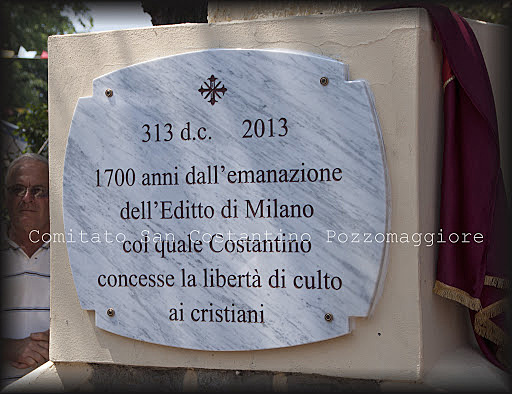 313 d.c. 2013
1700 anni dall'emanazione
dell'Editto di Milano
Comitato San Costantino Pozzomaggiore
col quale Costantino
concesse la libertà di culto
ai cristiani